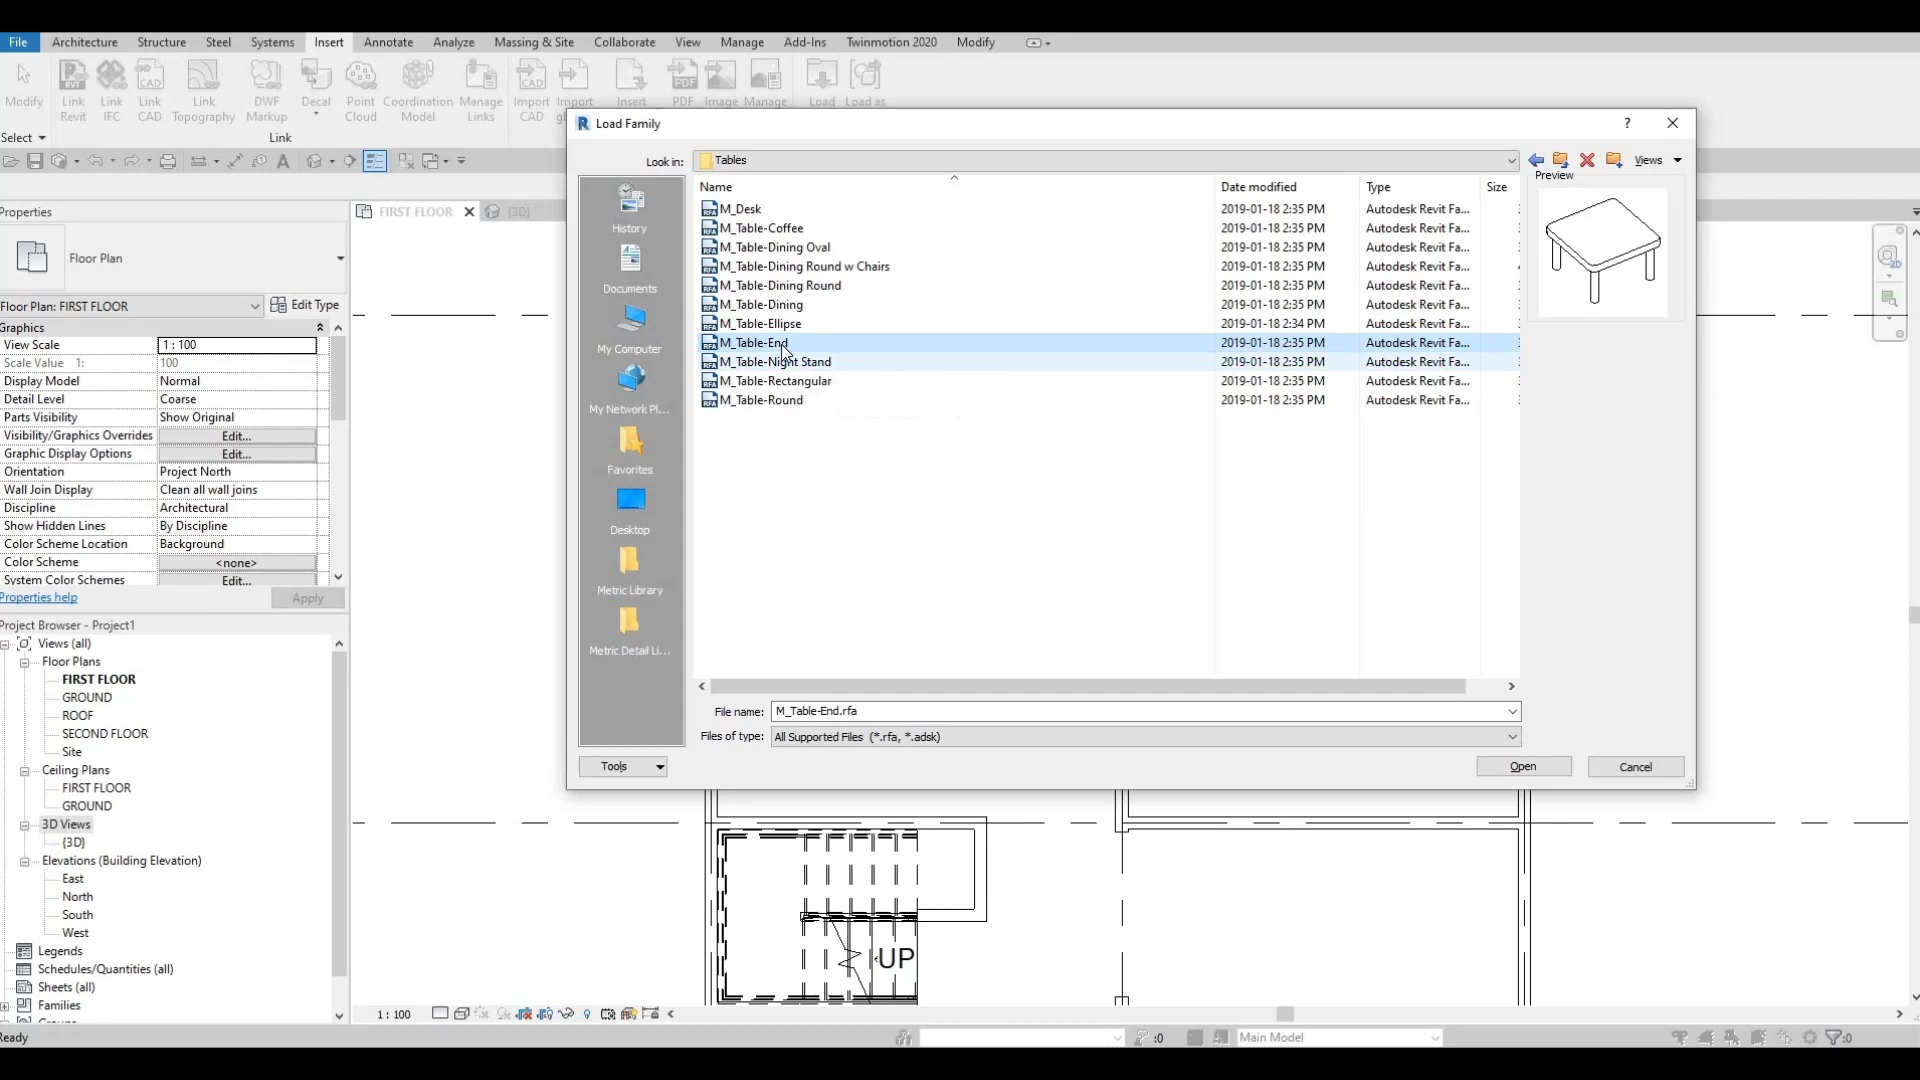 File Architecture Structure Steel Systems Insert Annotate Analyze Massing & Site Collaborate View Manage Add-Ins Twinmotion 2020 Modify
Modify Link Revit Link IFC Link CAD Link Topography DWF Markup Decal Point Cloud Coordination Model Manage Links Import CAD Import Insert PDF Image Manage Load Load as
Select Link
Load Family
Look in: Tables Views
Name Date modified Type Size Preview
M_Desk 2019-01-18 2:35 PM Autodesk Revit Fa...
M_Table-Coffee 2019-01-18 2:35 PM Autodesk Revit Fa...
M_Table-Dining Oval 2019-01-18 2:35 PM Autodesk Revit Fa...
M_Table-Dining Round w Chairs 2019-01-18 2:35 PM Autodesk Revit Fa...
M_Table-Dining Round 2019-01-18 2:35 PM Autodesk Revit Fa...
M_Table-Dining 2019-01-18 2:35 PM Autodesk Revit Fa...
M_Table-Ellipse 2019-01-18 2:34 PM Autodesk Revit Fa...
M_Table-End 2019-01-18 2:35 PM Autodesk Revit Fa...
M_Table-Night Stand 2019-01-18 2:35 PM Autodesk Revit Fa...
M_Table-Rectangular 2019-01-18 2:35 PM Autodesk Revit Fa...
M_Table-Round 2019-01-18 2:35 PM Autodesk Revit Fa...
History
Documents
My Computer
My Network Pl...
Favorites
Desktop
Metric Library
Metric Detail Li...
File name: M_Table-End.rfa
Files of type: All Supported Files (*.rfa, *.adsk)
Tools Open Cancel
Properties
FIRST FLOOR {3D}
Floor Plan
Floor Plan: FIRST FLOOR Edit Type
Graphics
View Scale 1 : 100
Scale Value 1: 100
Display Model Normal
Detail Level Coarse
Parts Visibility Show Original
Visibility/Graphics Overrides Edit...
Graphic Display Options Edit...
Orientation Project North
Wall Join Display Clean all wall joins
Discipline Architectural
Show Hidden Lines By Discipline
Color Scheme Location Background
Color Scheme <none>
System Color Schemes Edit...
Properties help Apply
Project Browser - Project1
Views (all)
Floor Plans
FIRST FLOOR
GROUND
ROOF
SECOND FLOOR
Site
Ceiling Plans
FIRST FLOOR
GROUND
3D Views
{3D}
Elevations (Building Elevation)
East
North
South
West
Legends
Schedules/Quantities (all)
Sheets (all)
Families
UP
1 : 100
Ready :0 Main Model :0